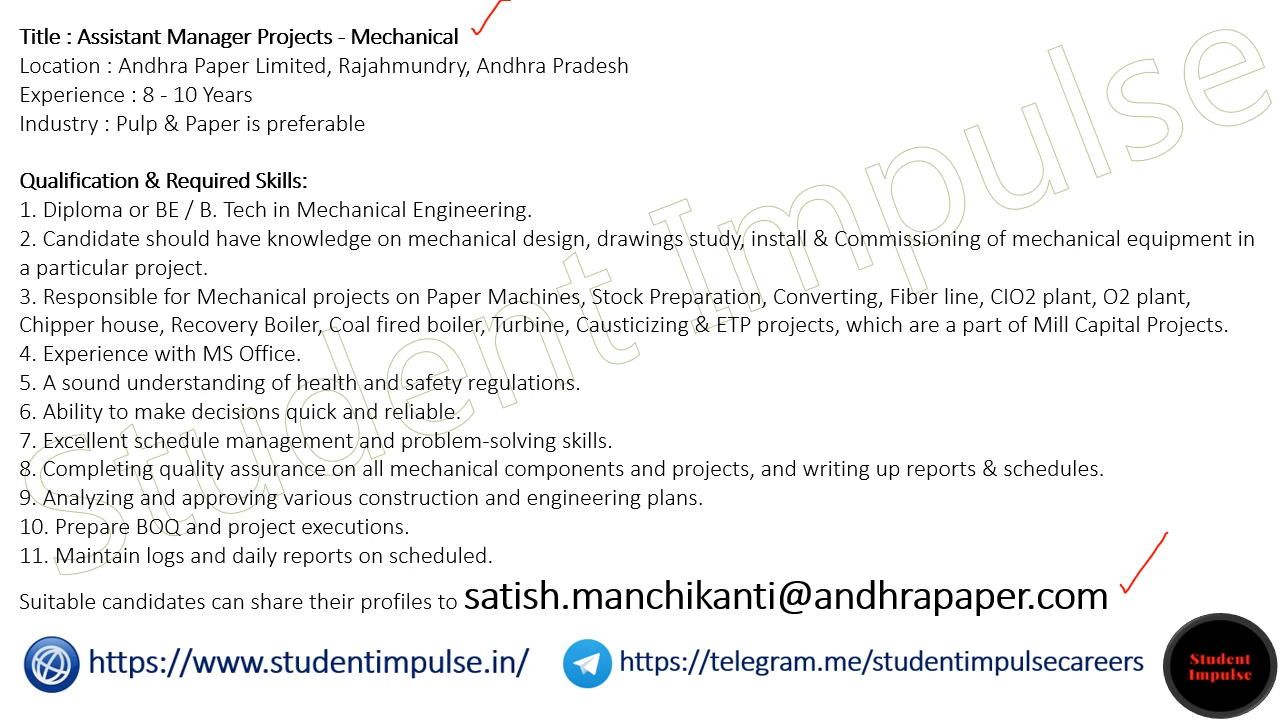 Title : Assistant Manager Projects - Mechanical
Location : Andhra Paper Limited, Rajahmundry, Andhra Pradesh
Experience : 8 - 10 Years
Industry : Pulp & Paper is preferable
Qualification & Required Skills:
1. Diploma or BE / B. Tech in Mechanical Engineering.
2. Candidate should have knowledge on mechanical design, drawings study, install & Commissioning of mechanical equipment in
a particular project.
3. Responsible for Mechanical projects on Paper Machines, Stock Preparation, Converting, Fiber line, CIO2 plant, O2 plant,
Chipper house, Recovery Boiler, Coal fired boiler, Turbine, Causticizing & ETP projects, which are a part of Mill Capital Projects.
4. Experience with MS Office.
5. A sound understanding of health and safety regulations.
6. Ability to make decisions quick and reliable.
7. Excellent schedule management and problem-solving skills.
8. Completing quality assurance on all mechanical components and projects, and writing up reports & schedules.
9. Analyzing and approving various construction and engineering plans.
10. Prepare BOQ and project executions.
11. Maintain logs and daily reports on scheduled.
Suitable candidates can share their profiles to satish.manchikanti@andhrapaper.com
https://www.studentimpulse.in/ https://telegram.me/studentimpulsecareers
Student
Impulse
Student Impulse